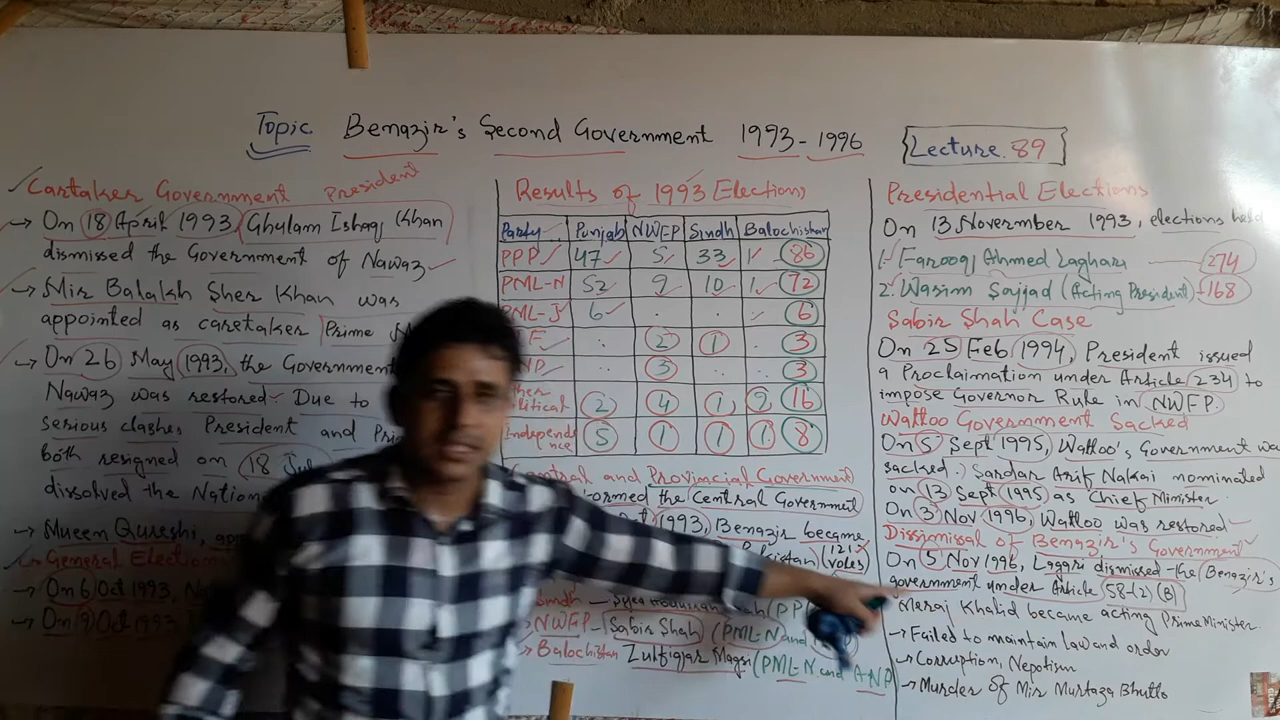 Topic Benazir's Second Government 1993-1996
Lecture. 89
Cartaker Government President
→ On 18 April 1993 Ghulam Ishaq Khan
dismissed the Government of Nawaz
→ Mir Balakh Sher Khan was
appointed as caretaker Prime
→ On 26 May 1993, the Government
Nawaz was restored Due to
serious clashes President and
both resigned on 18
dissolved the
→ Mueen Qureshi,
General
→ On 6 Oct 1993,
→ On 9 Oct 1993
Results of 1993 Elections
Party Punjab NWFP Sindh Balochistan
PPP 47 5 33 1 86
PML-N 52 9 10 1 72
PML-J 6 . . . 6
. 2 1 . 3
. 3 . . 3
2 4 1 9 16
Independe 5 1 1 1 8
nce
and Provincial Government
the Central Government
1993, Benazir became
(121
votes)
Sindh
→ NWFP - Sabir Shah (PML-N and
→ Balochistan Zulfiqar Magsi (PML-N and ANP
Presidential Elections
On 13 Novermber 1993, elections held
1. Farooq Ahmed Laghari 274
2. Wasim Sajjad (Acting President) 168
Sabir Shah Case
On 25 Feb 1994, President issued
a Proclaimation under Article 234 to
impose Governor Rule in NWFP.
Wattoo Government Sacked
On 5 Sept 1995, Wattoo's Government wa
sacked. Sardar Arif Nakai nominated
on 13 Sept 1995 as Chief Minister.
On 3 Nov 1996, Wattoo was restored
Dissmissal of Benazir's Government
On 5 Nov 1996, Lagari dismissed the Benazir's
government under Article 58-(2)(B)
Meraj Khalid became acting Prime Minister.
→ Failed to maintain law and order
→ Corruption, Nepotism
→ Murder of Mir Murtaza Bhutto